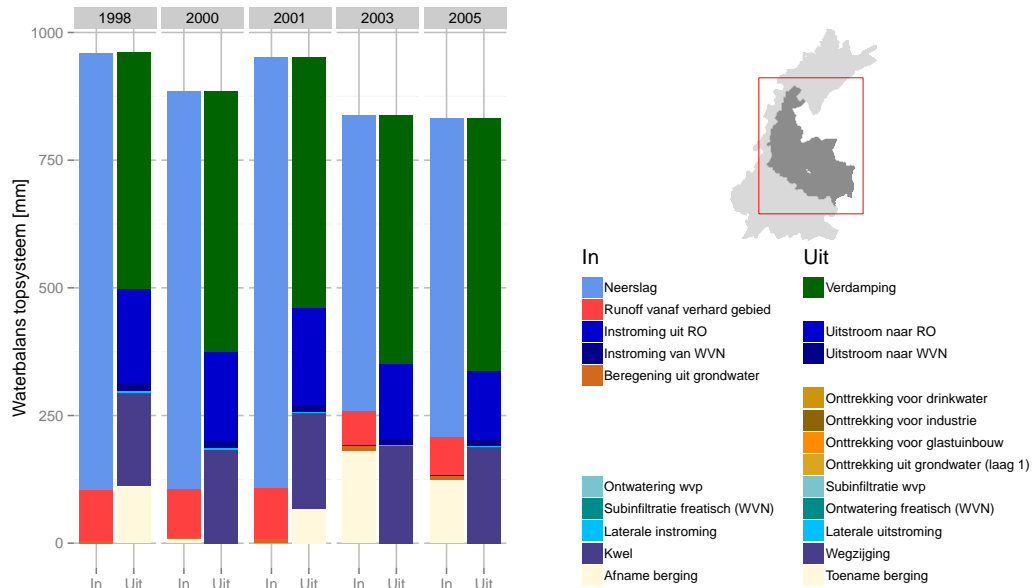 1998 2000 2001 2003 2005
1000
750
500
250
0
Waterbalans topsysteem [mm]
In Uit In Uit In Uit In Uit In Uit
In
Neerslag
Runoff vanaf verhard gebied
Instroming uit RO
Instroming van WVN
Beregening uit grondwater
Ontwatering wvp
Subinfiltratie freatisch (WVN)
Laterale instroming
Kwel
Afname berging
Uit
Verdamping
Uitstroom naar RO
Uitstroom naar WVN
Onttrekking voor drinkwater
Onttrekking voor industrie
Onttrekking voor glastuinbouw
Onttrekking uit grondwater (laag 1)
Subinfiltratie wvp
Ontwatering freatisch (WVN)
Laterale uitstroming
Wegzijging
Toename berging